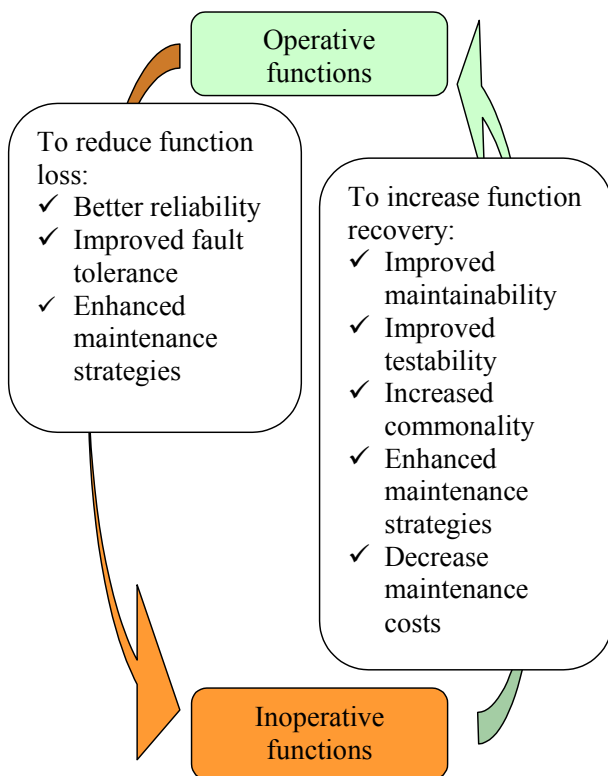 Operative
functions
To reduce function
loss:
✓ Better reliability
✓ Improved fault
tolerance
✓ Enhanced
maintenance
strategies
To increase function
recovery:
✓ Improved
maintainability
✓ Improved
testability
✓ Increased
commonality
✓ Enhanced
maintenance
strategies
✓ Decrease
maintenance
costs
Inoperative
functions